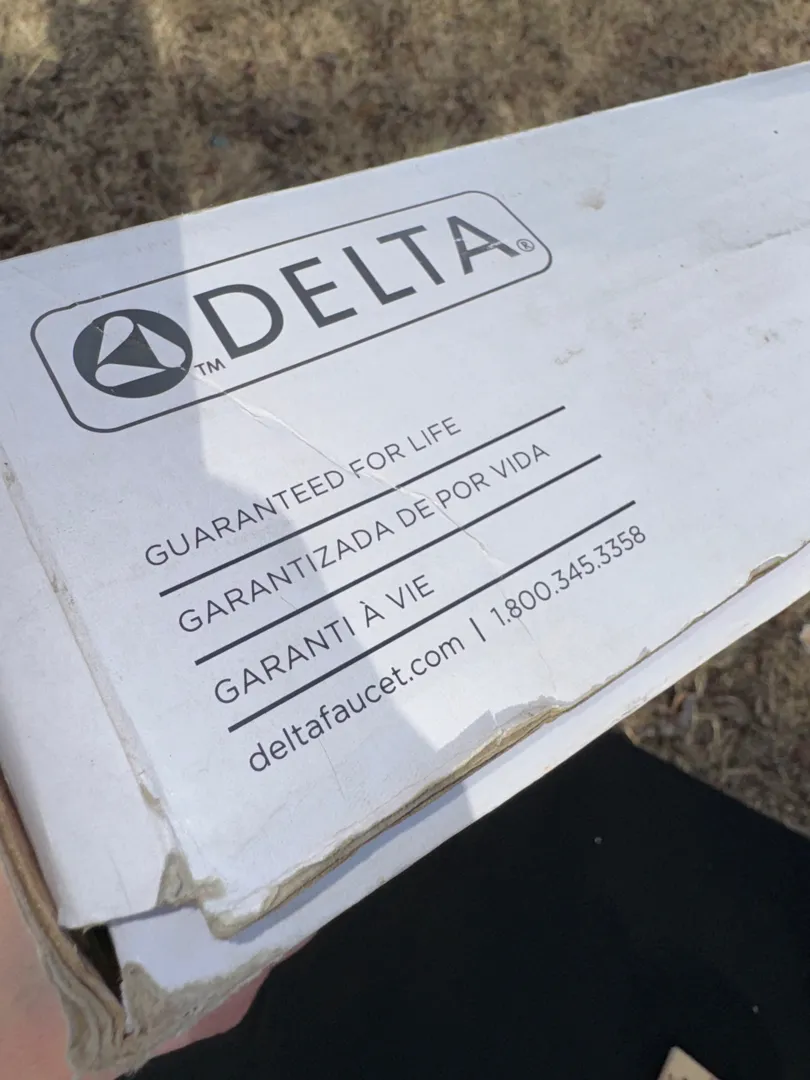 ™ DELTA®
GUARANTEED FOR LIFE
GARANTIZADA DE POR VIDA
GARANTI À VIE
deltafaucet.com | 1.800.345.3358